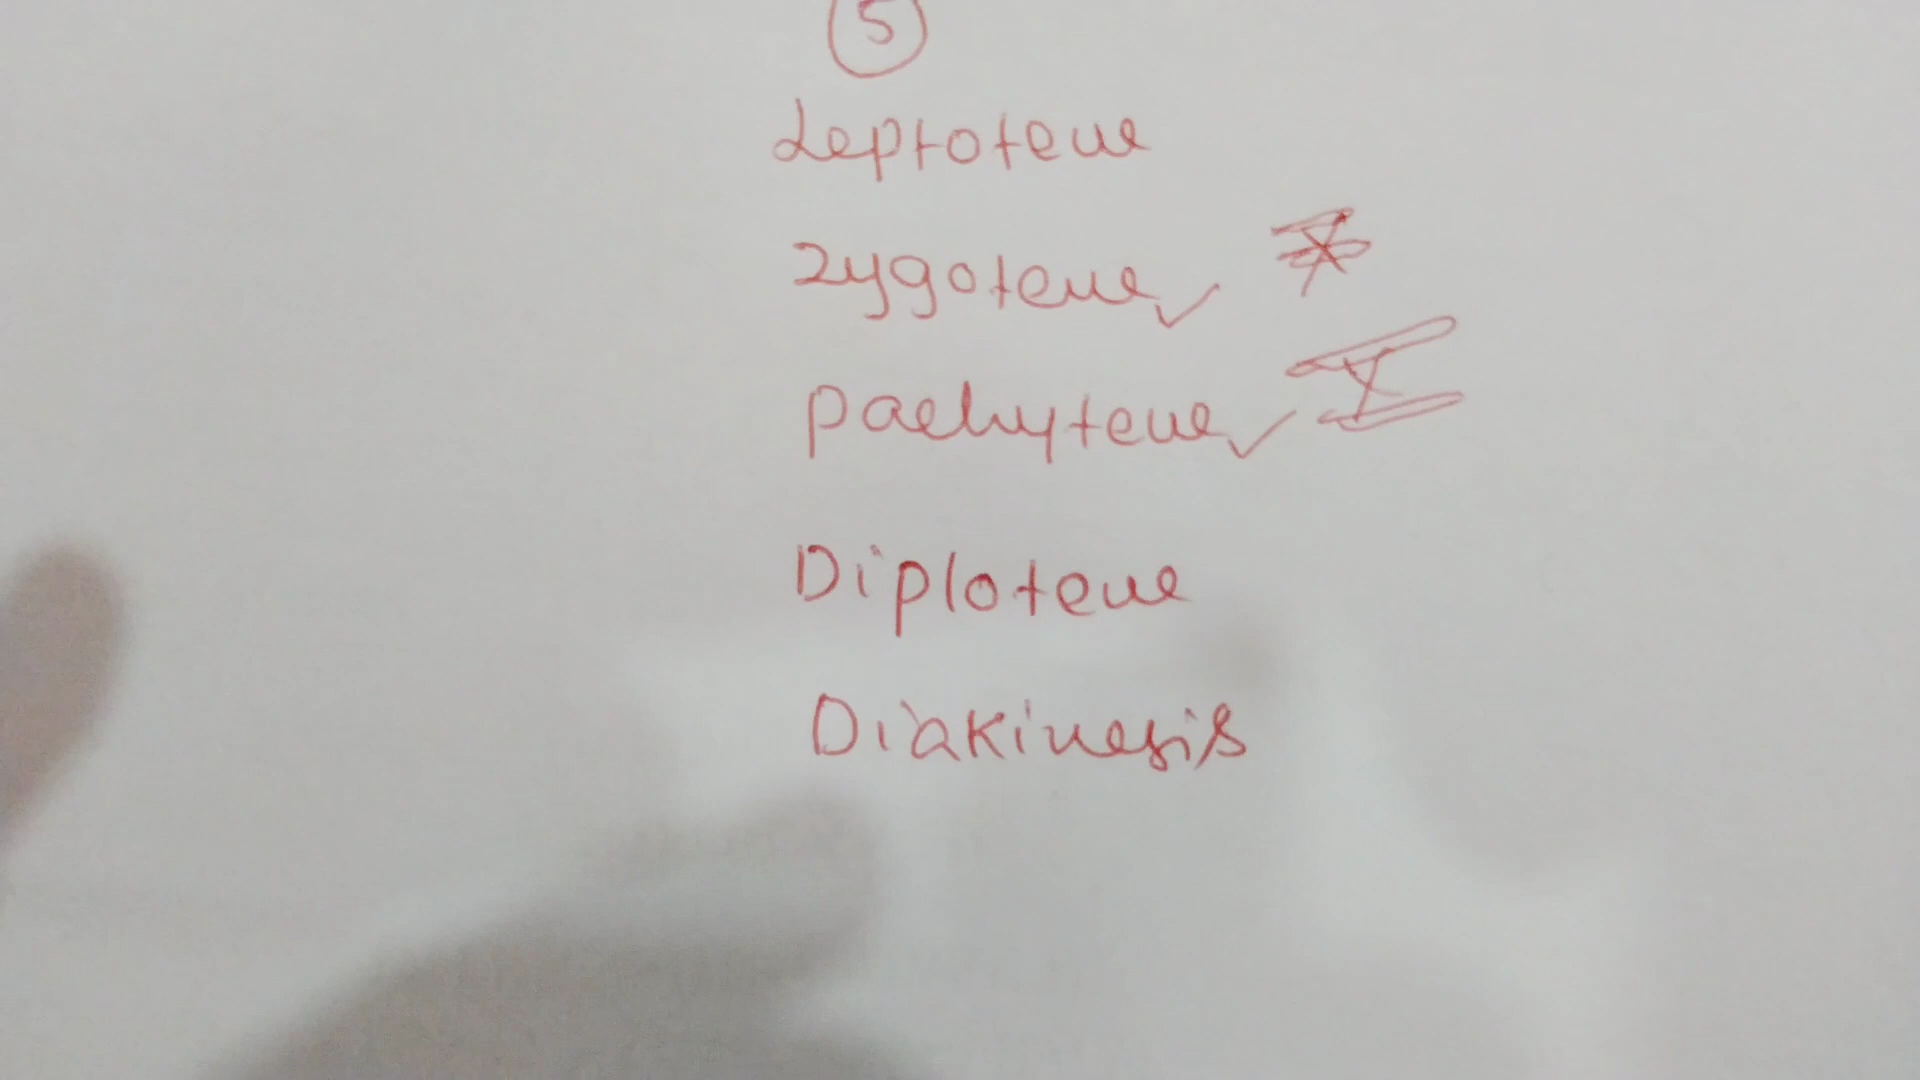 5
Leptotene
Zygotene
pachytene
Diplotene
Diakinesis